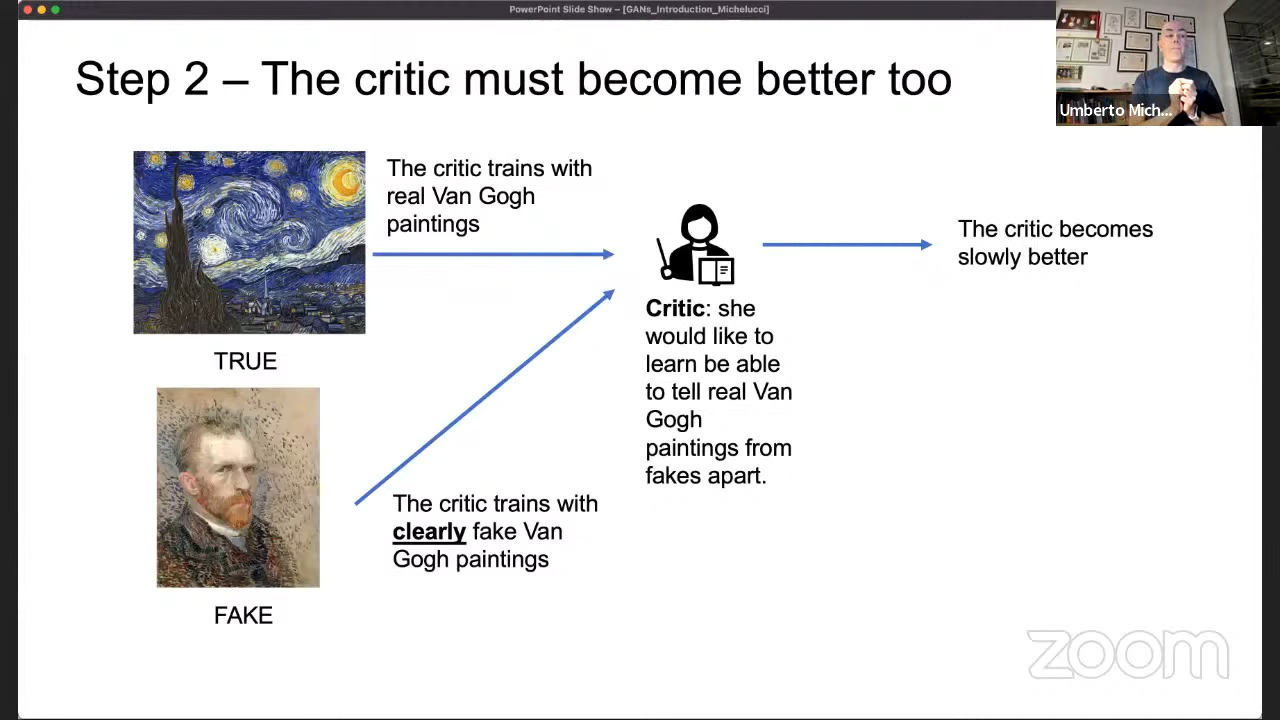 PowerPoint Slide Show – [GANs_Introduction_Michelucci]
Step 2 – The critic must become better too
Umberto Mich...
The critic trains with
real Van Gogh
paintings
TRUE
The critic becomes
slowly better
Critic: she
would like to
learn be able
to tell real Van
Gogh
paintings from
fakes apart.
The critic trains with
clearly fake Van
Gogh paintings
FAKE
zoom